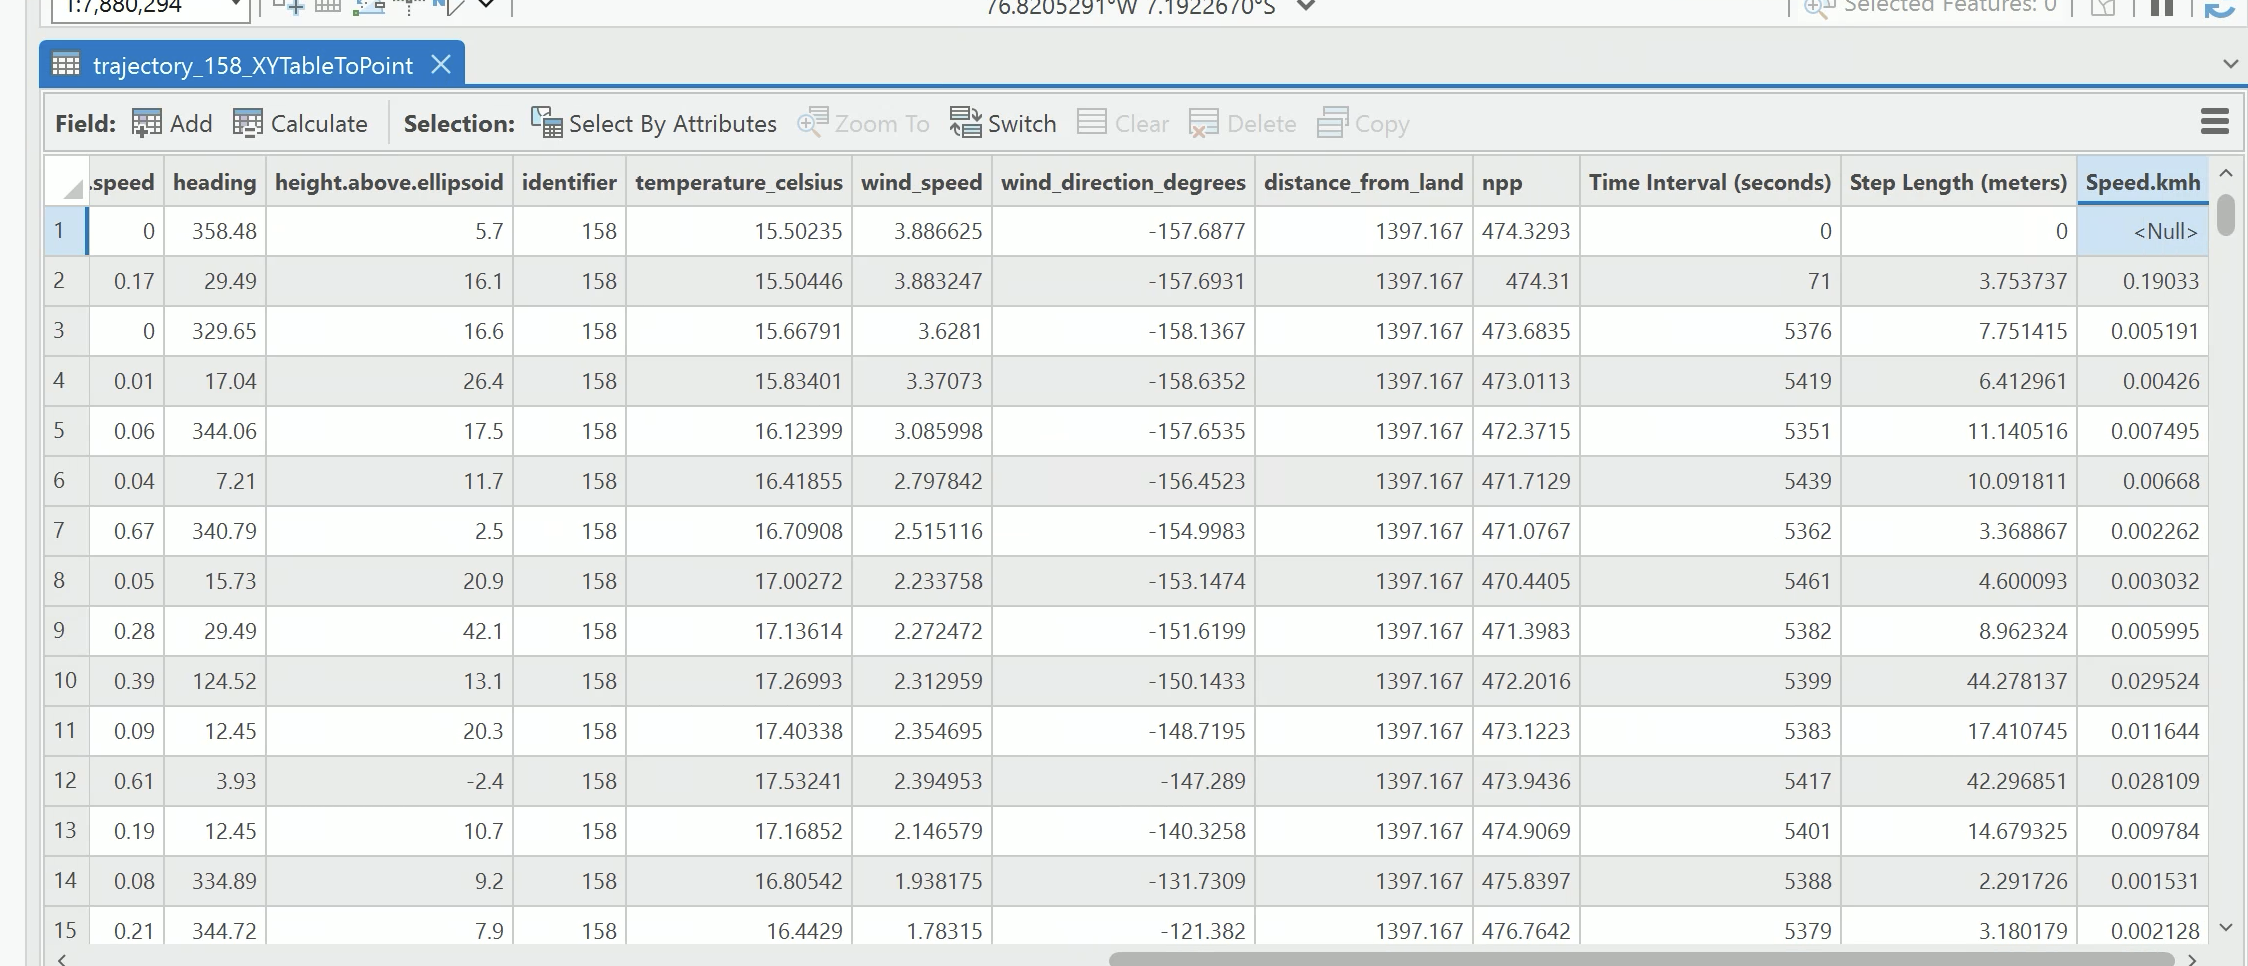 1:7,880,294 76.8205291°W 7.1922670°S Selected Features: 0
trajectory_158_XYTableToPoint
Field: Add Calculate Selection: Select By Attributes Zoom To Switch Clear Delete Copy
.speed heading height.above.ellipsoid identifier temperature_celsius wind_speed wind_direction_degrees distance_from_land npp Time Interval (seconds) Step Length (meters) Speed.kmh
1 0 358.48 5.7 158 15.50235 3.886625 -157.6877 1397.167 474.3293 0 0 <Null>
2 0.17 29.49 16.1 158 15.50446 3.883247 -157.6931 1397.167 474.31 71 3.753737 0.19033
3 0 329.65 16.6 158 15.66791 3.6281 -158.1367 1397.167 473.6835 5376 7.751415 0.005191
4 0.01 17.04 26.4 158 15.83401 3.37073 -158.6352 1397.167 473.0113 5419 6.412961 0.00426
5 0.06 344.06 17.5 158 16.12399 3.085998 -157.6535 1397.167 472.3715 5351 11.140516 0.007495
6 0.04 7.21 11.7 158 16.41855 2.797842 -156.4523 1397.167 471.7129 5439 10.091811 0.00668
7 0.67 340.79 2.5 158 16.70908 2.515116 -154.9983 1397.167 471.0767 5362 3.368867 0.002262
8 0.05 15.73 20.9 158 17.00272 2.233758 -153.1474 1397.167 470.4405 5461 4.600093 0.003032
9 0.28 29.49 42.1 158 17.13614 2.272472 -151.6199 1397.167 471.3983 5382 8.962324 0.005995
10 0.39 124.52 13.1 158 17.26993 2.312959 -150.1433 1397.167 472.2016 5399 44.278137 0.029524
11 0.09 12.45 20.3 158 17.40338 2.354695 -148.7195 1397.167 473.1223 5383 17.410745 0.011644
12 0.61 3.93 -2.4 158 17.53241 2.394953 -147.289 1397.167 473.9436 5417 42.296851 0.028109
13 0.19 12.45 10.7 158 17.16852 2.146579 -140.3258 1397.167 474.9069 5401 14.679325 0.009784
14 0.08 334.89 9.2 158 16.80542 1.938175 -131.7309 1397.167 475.8397 5388 2.291726 0.001531
15 0.21 344.72 7.9 158 16.4429 1.78315 -121.382 1397.167 476.7642 5379 3.180179 0.002128